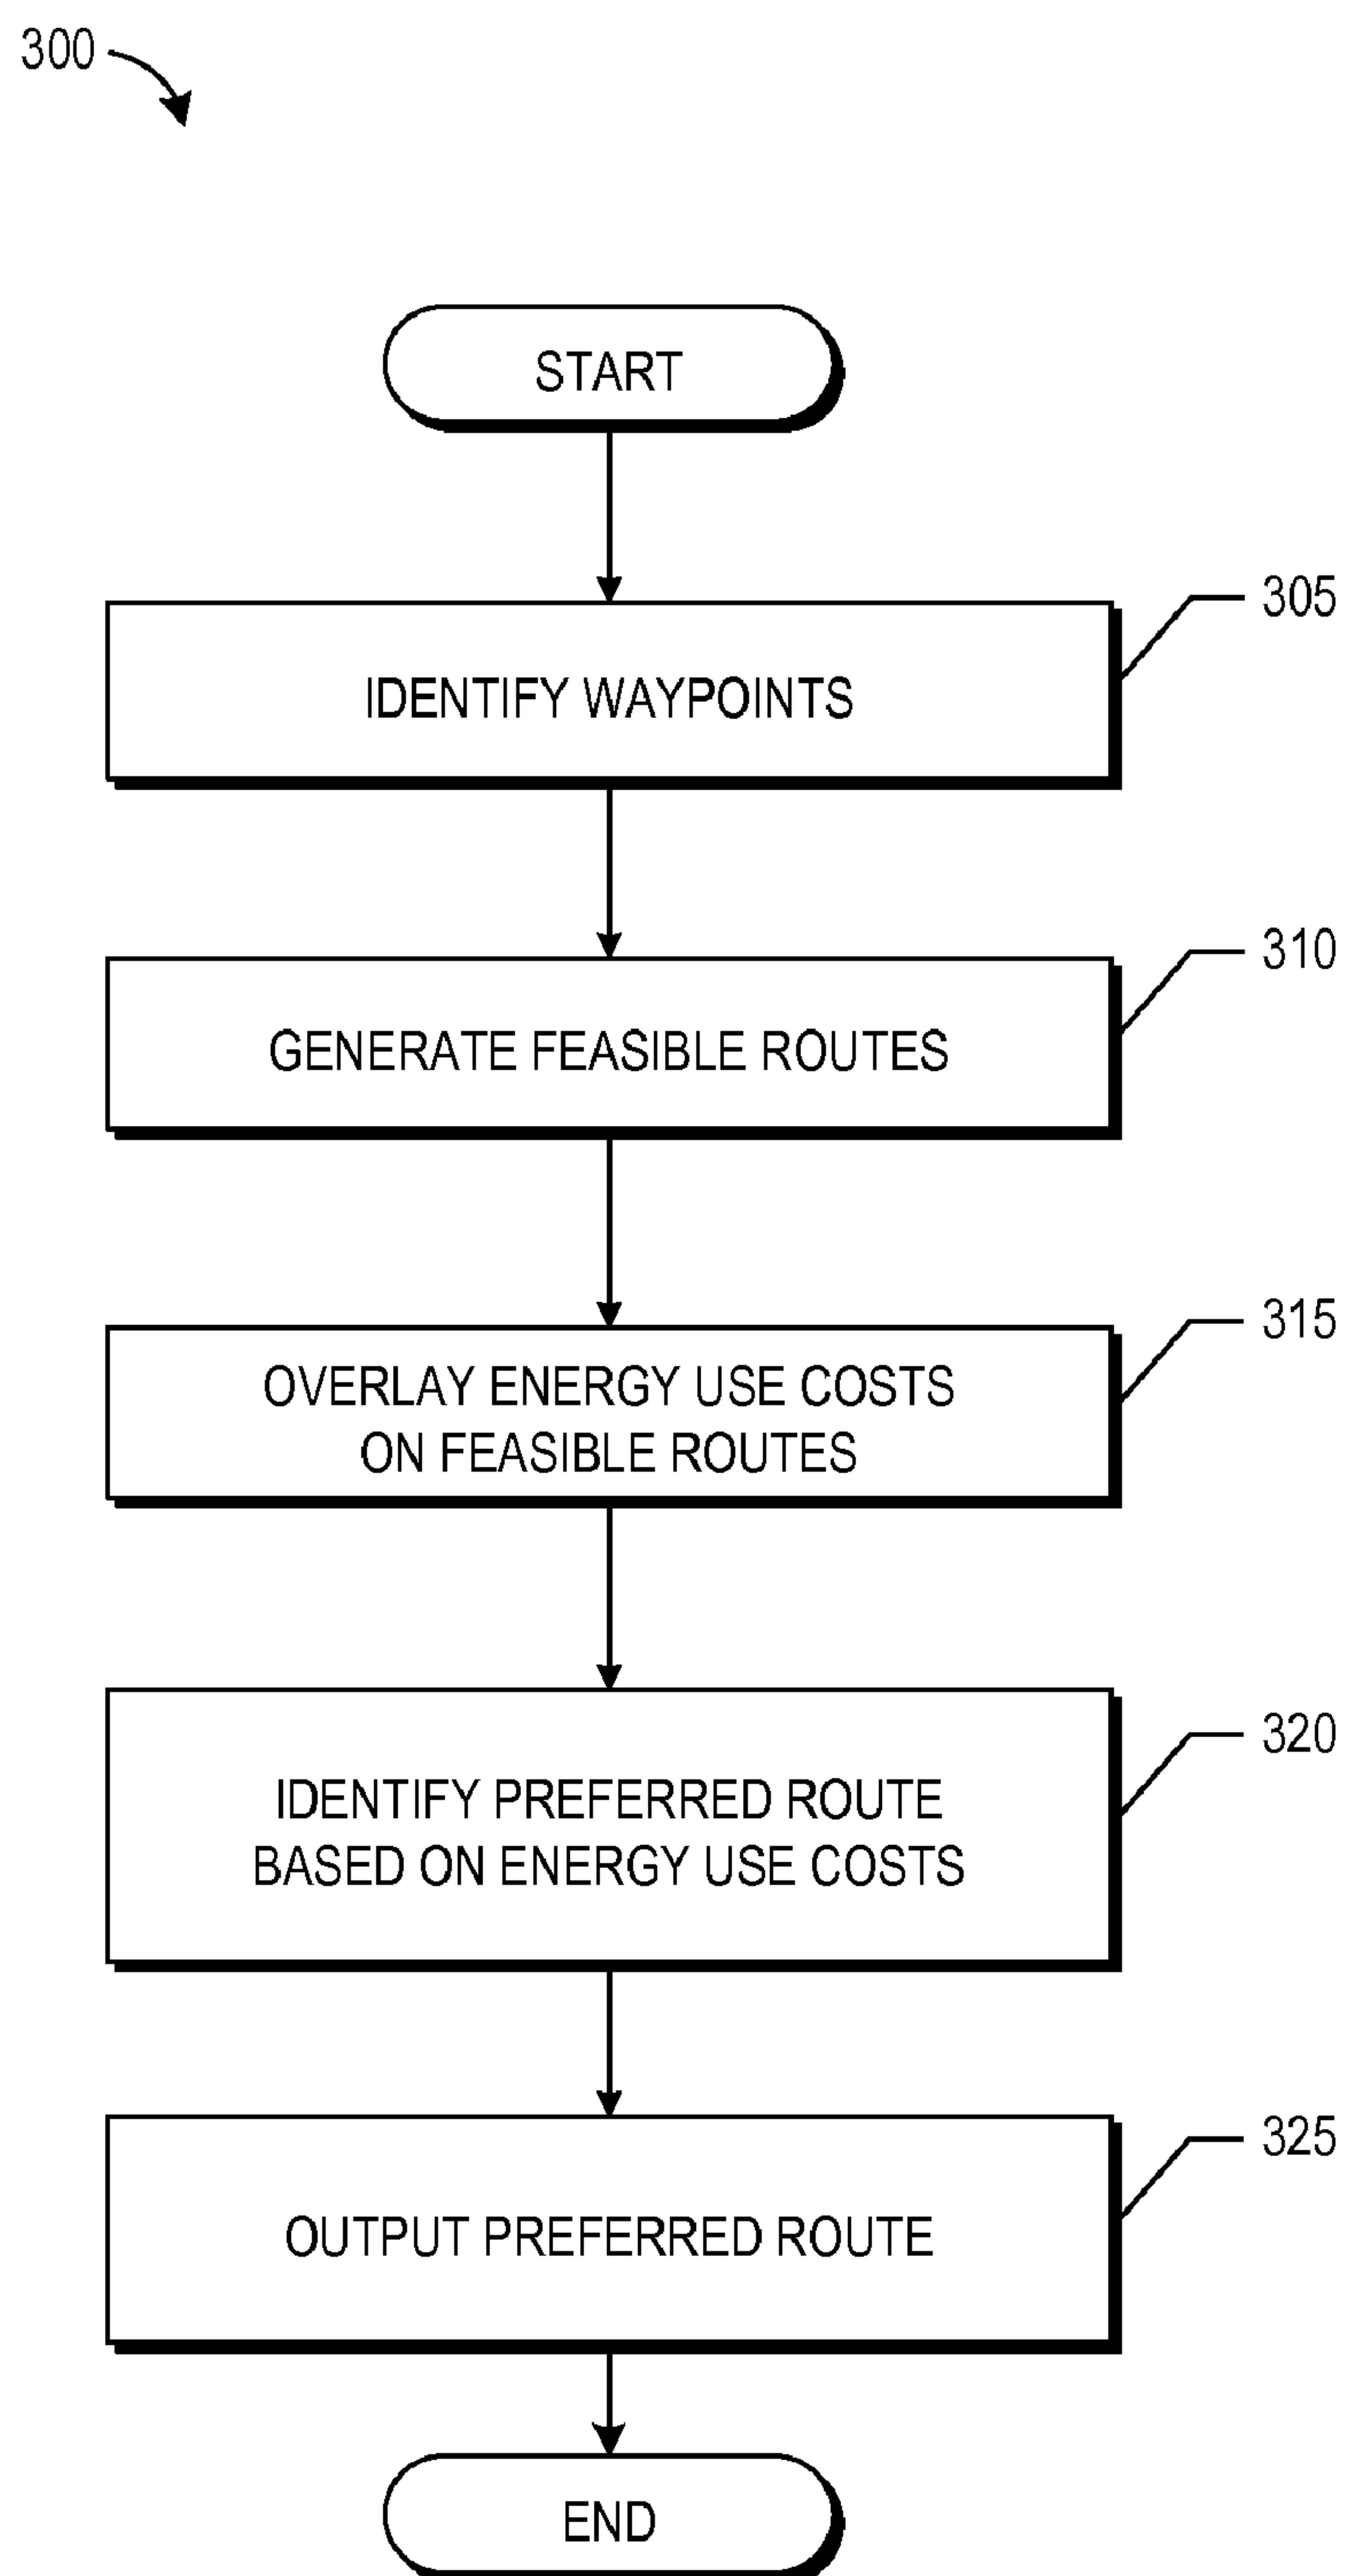 300
START
305
IDENTIFY WAYPOINTS
310
GENERATE FEASIBLE ROUTES
315
OVERLAY ENERGY USE COSTS
ON FEASIBLE ROUTES
320
IDENTIFY PREFERRED ROUTE
BASED ON ENERGY USE COSTS
325
OUTPUT PREFERRED ROUTE
END